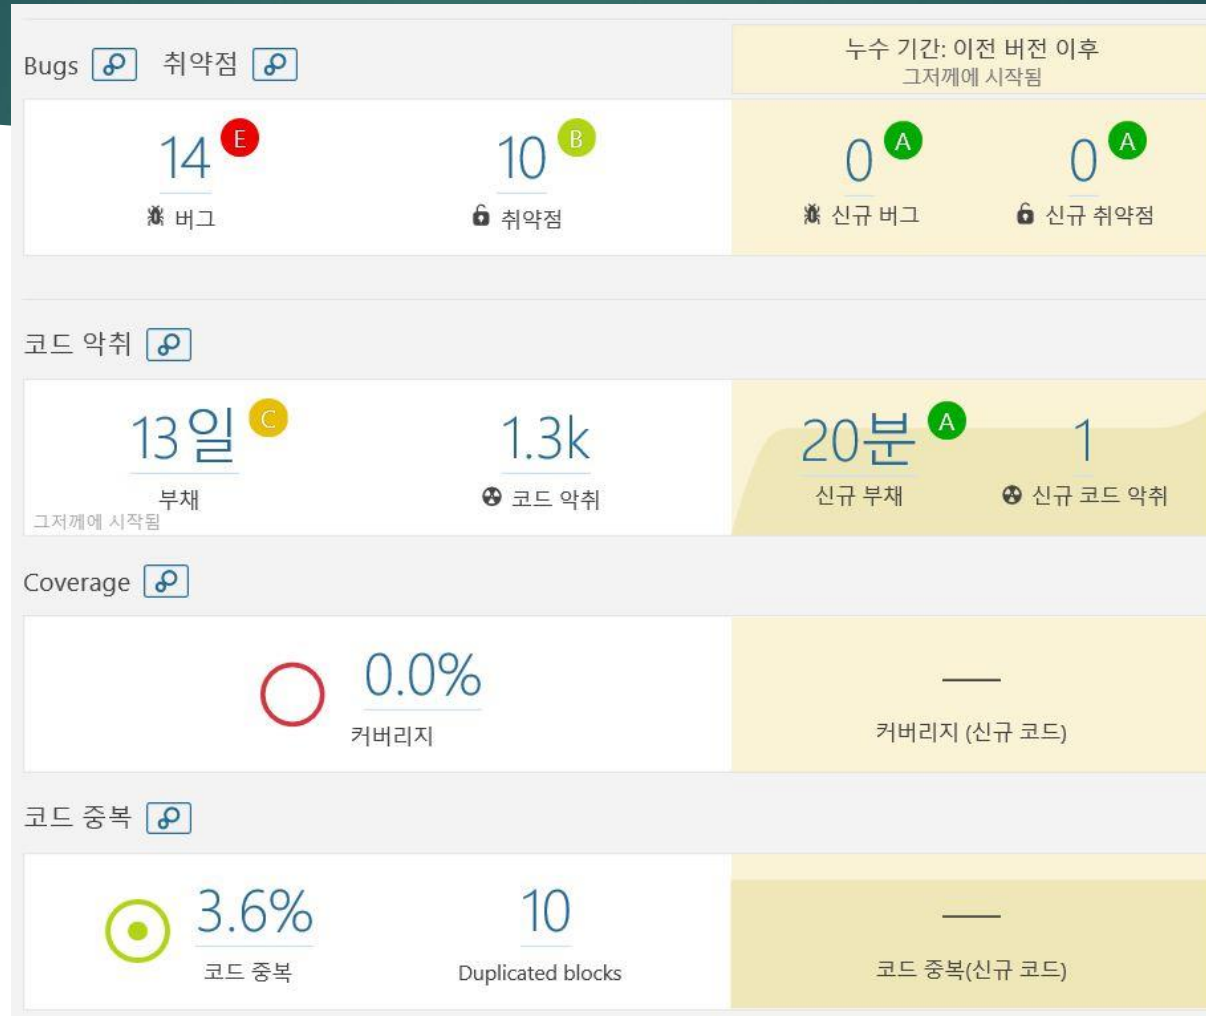 Bugs 취약점
누수 기간: 이전 버전 이후
그저께에 시작됨
14 E
버그
10 B
취약점
0 A
신규 버그
0 A
신규 취약점
코드 악취
13일 C
부채
그저께에 시작됨
1.3k
코드 악취
20분 A
신규 부채
1
신규 코드 악취
Coverage
0.0%
커버리지
—
커버리지 (신규 코드)
코드 중복
3.6%
코드 중복
10
Duplicated blocks
—
코드 중복(신규 코드)